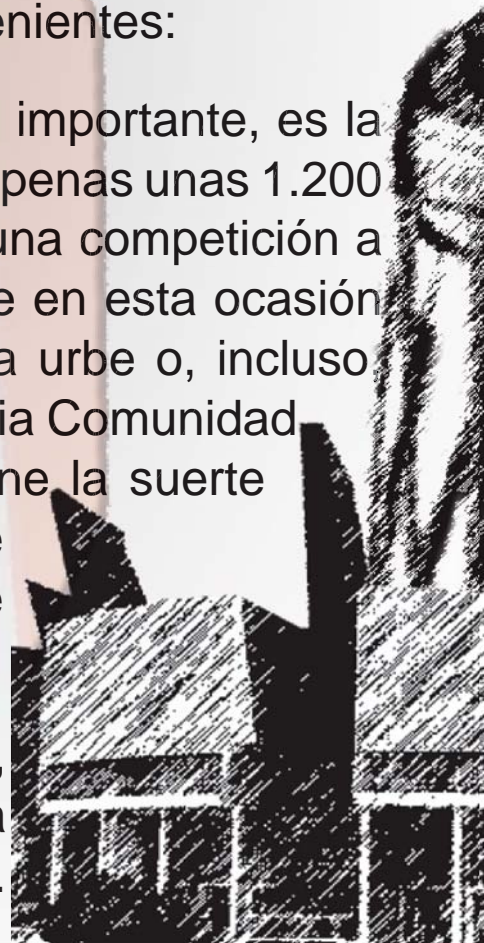 enientes:
importante, es la
penas unas 1.200
una competición a
e en esta ocasión
a urbe o, incluso,
ia Comunidad
ne la suerte
e
e
,
a
.